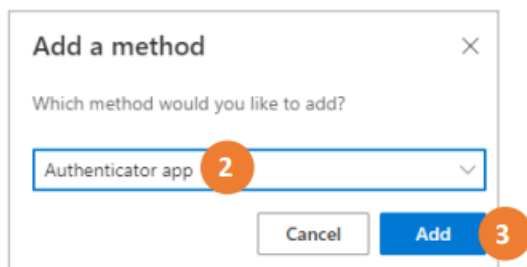 Add a method
Which method would you like to add?
Authenticator app 2
Cancel Add 3